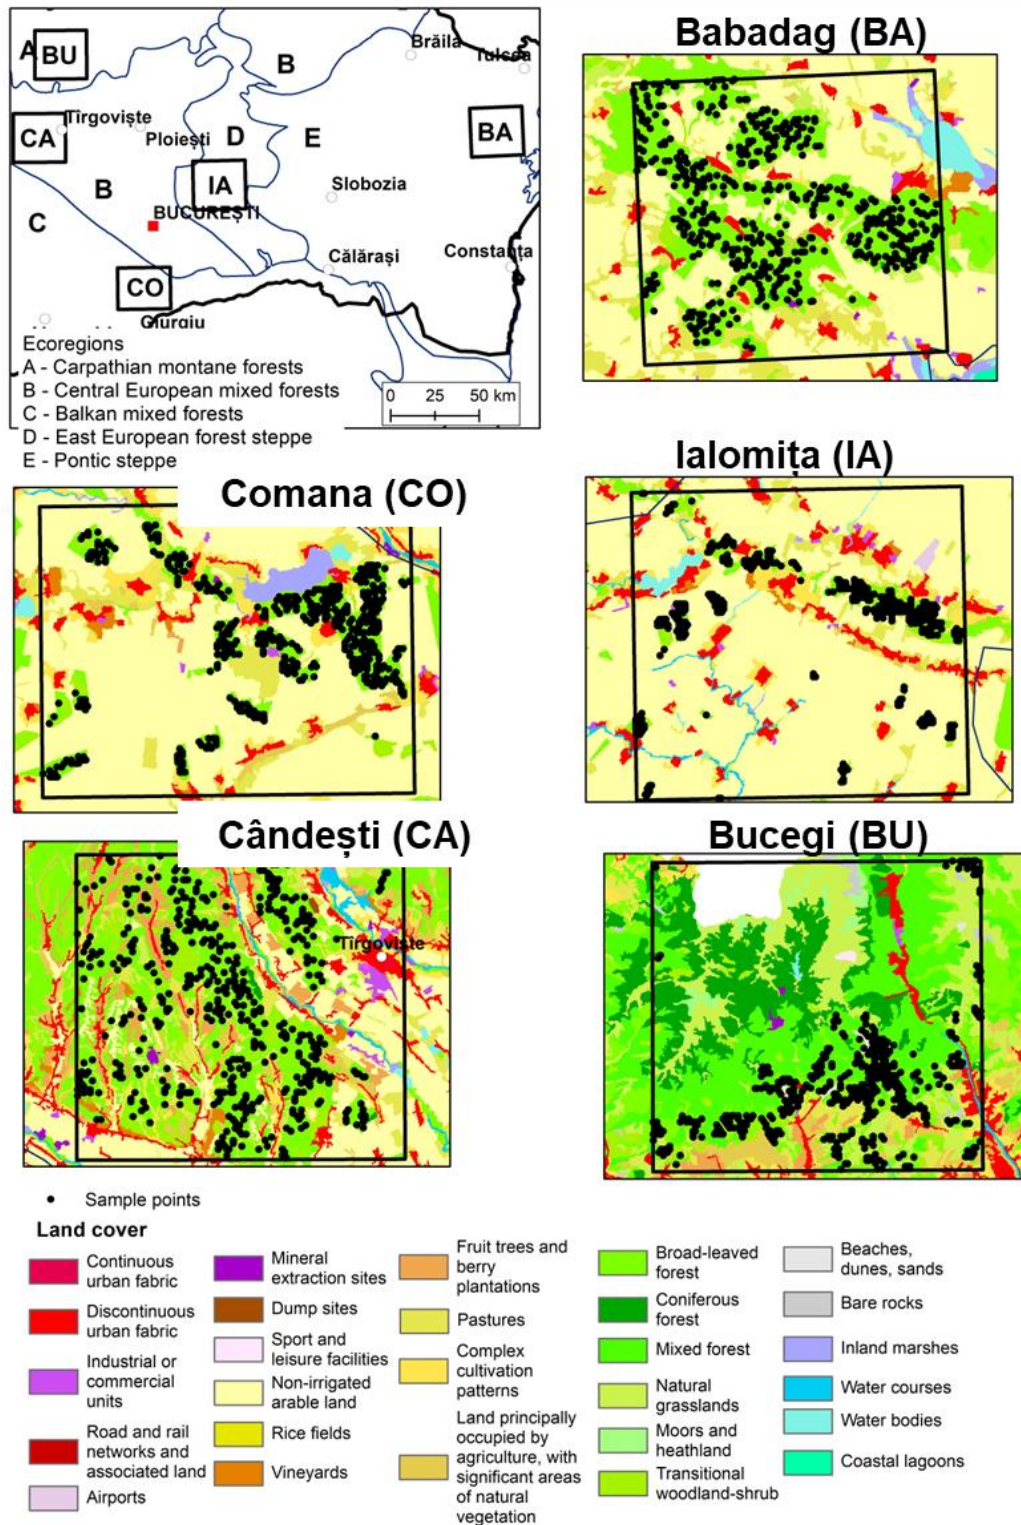 Babadag (BA)
A
BU
B
Brăila
Tulcea
Tîrgoviște
CA
Ploiești
D
E
BA
B
IA
Slobozia
C
BUCUREȘTI
Călărași
Constanța
CO
Giurgiu
Ecoregions
A - Carpathian montane forests
B - Central European mixed forests
C - Balkan mixed forests
D - East European forest steppe
E - Pontic steppe
0 25 50 km
Comana (CO)
Ialomița (IA)
Cândești (CA)
Tîrgoviște
Bucegi (BU)
Sample points
Land cover
Continuous
urban fabric
Discontinuous
urban fabric
Industrial or
commercial
units
Road and rail
networks and
associated land
Airports
Mineral
extraction sites
Dump sites
Sport and
leisure facilities
Non-irrigated
arable land
Rice fields
Vineyards
Fruit trees and
berry
plantations
Pastures
Complex
cultivation
patterns
Land principally
occupied by
agriculture, with
significant areas
of natural
vegetation
Broad-leaved
forest
Coniferous
forest
Mixed forest
Natural
grasslands
Moors and
heathland
Transitional
woodland-shrub
Beaches,
dunes, sands
Bare rocks
Inland marshes
Water courses
Water bodies
Coastal lagoons